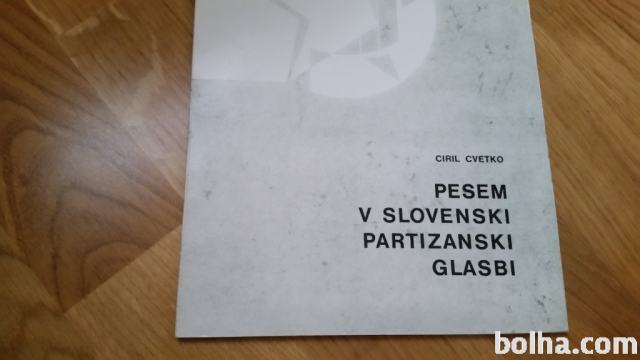 CIRIL CVETKO
PESEM
V SLOVENSKI
PARTIZANSKI
GLASBI
bolha.com